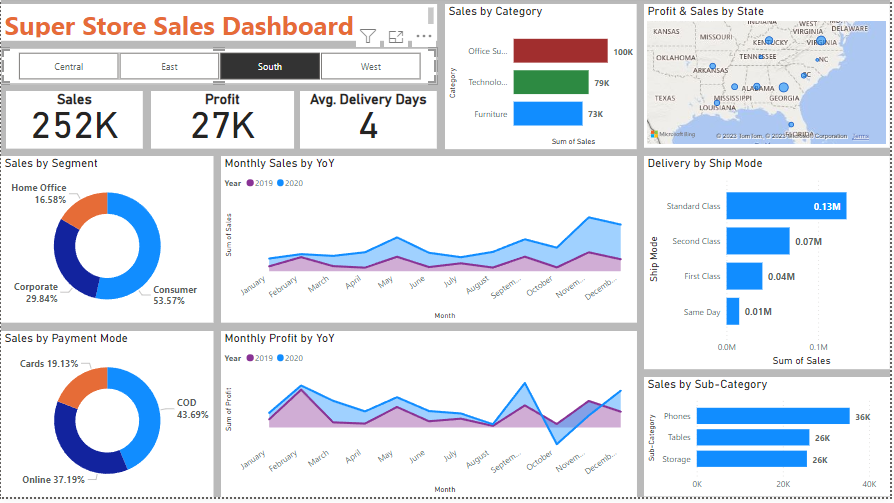 Super Store Sales Dashboard
Central
East
South
West
Sales
252K
Profit
27K
Avg. Delivery Days
4
Sales by Category
Category
Office Su...
100K
Technolo...
79K
Furniture
73K
Sum of Sales
Profit & Sales by State
KANSAS
MISSOURI
WEST
VIRGINIA
DELAWARE
KENTUCKY
VIRGINIA
OKLAHOMA
TENNESSEE
NC
ARKANSAS
SC
TEXAS
MISSISSIPPI
ALABAMA
GEORGIA
LOUISIANA
FLORIDA
Microsoft Bing
© 2023 TomTom, © 2023 Microsoft Corporation Terms
Sales by Segment
Home Office
16.58%
Corporate
29.84%
Consumer
53.57%
Monthly Sales by YoY
Year 2019 2020
Sum of Sales
January
February
March
April
May
June
July
August
Septem...
October
Novem...
Decemb...
Month
Delivery by Ship Mode
Ship Mode
Standard Class
0.13M
Second Class
0.07M
First Class
0.04M
Same Day
0.01M
0.0M
0.1M
Sum of Sales
Sales by Payment Mode
Cards 19.13%
COD
43.69%
Online 37.19%
Monthly Profit by YoY
Year 2019 2020
Sum of Profit
January
February
March
April
May
June
July
August
Septem...
October
Novem...
Decemb...
Month
Sales by Sub-Category
Sub-Category
Phones
36K
Tables
26K
Storage
26K
0K
20K
40K